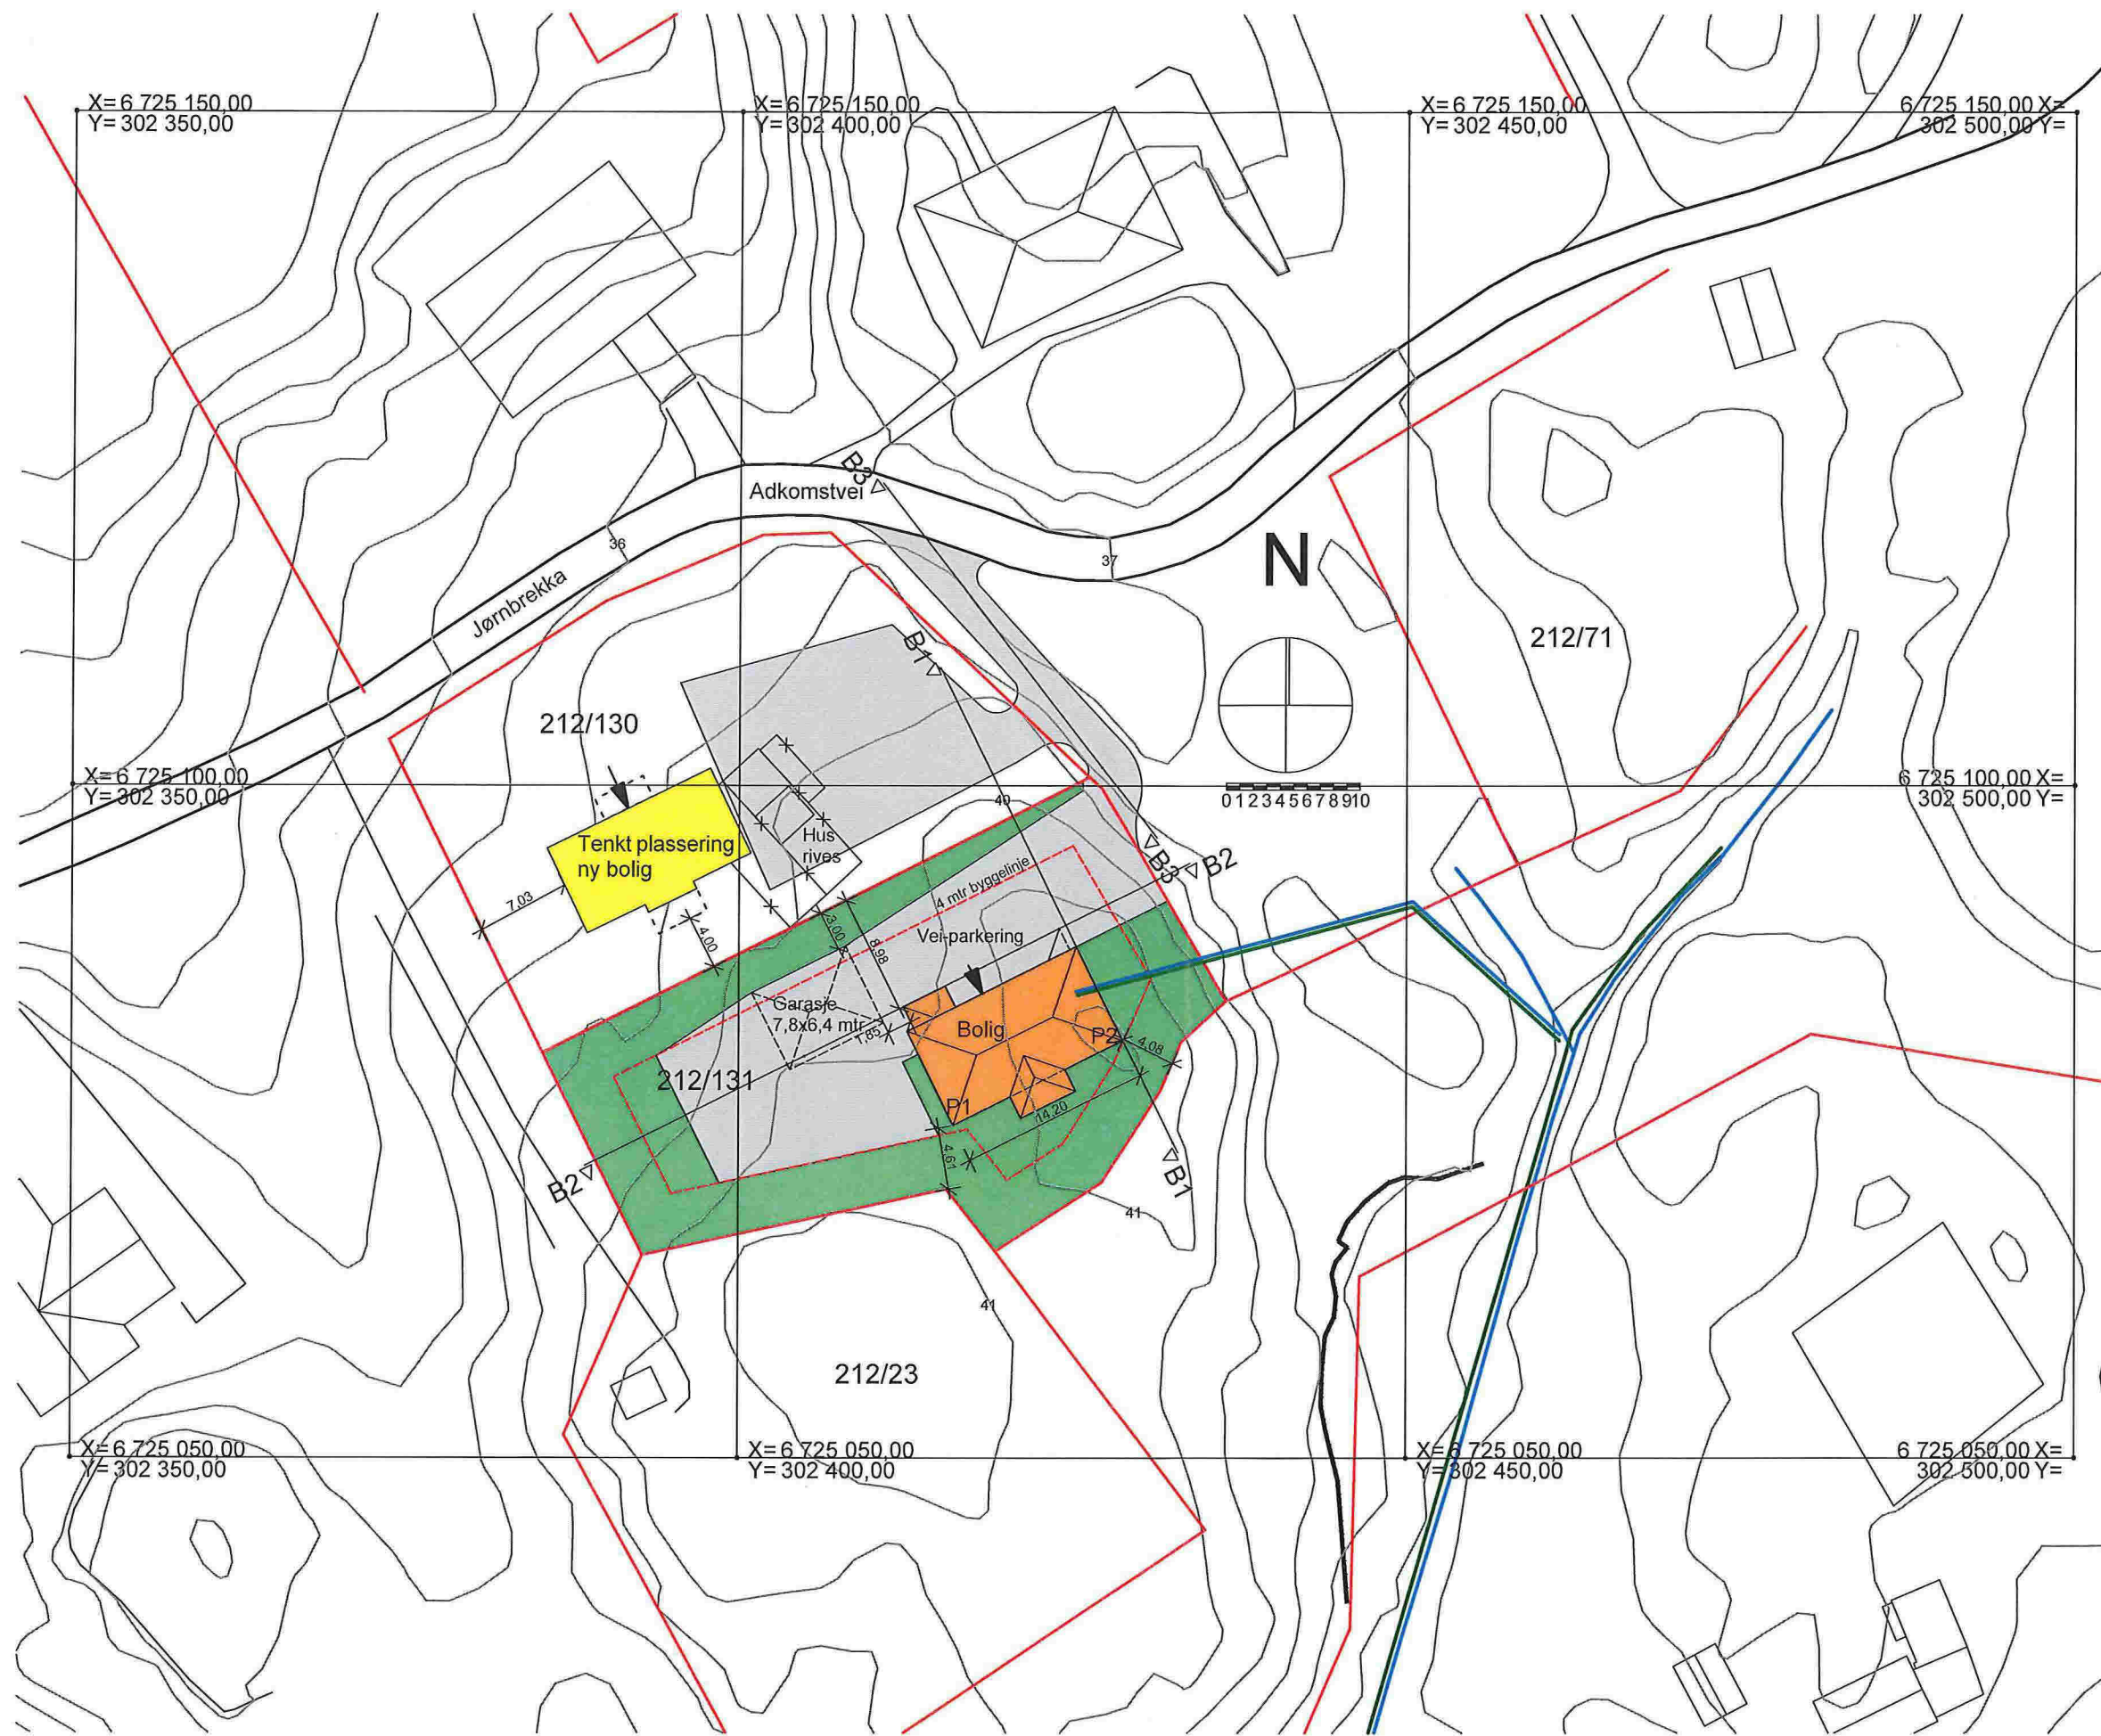 X= 6 725 150,00
Y= 302 350,00
X= 6 725 150,00
Y= 302 400,00
X= 6 725 150,00
Y= 302 450,00
6 725 150,00 X=
302 500,00 Y=
B3
Adkomstvei
36
37
N
Jørnbrekka
B1
212/71
212/130
X= 6 725 100,00
Y= 302 350,00
6 725 100,00 X=
302 500,00 Y=
0 1 2 3 4 5 6 7 8 9 10
40
Tenkt plassering
ny bolig
Hus
rives
B3
B2
4 mtr byggelinje
7,03
3,00
4,00
8,98
Vei-parkering
Garasje
7,8x6,4 mtr
1,85
Bolig
P2
4,08
212/131
P1
14,20
4,61
B2
B1
41
41
212/23
X= 6 725 050,00
Y= 302 350,00
X= 6 725 050,00
Y= 302 400,00
X= 6 725 050,00
Y= 302 450,00
6 725 050,00 X=
302 500,00 Y=